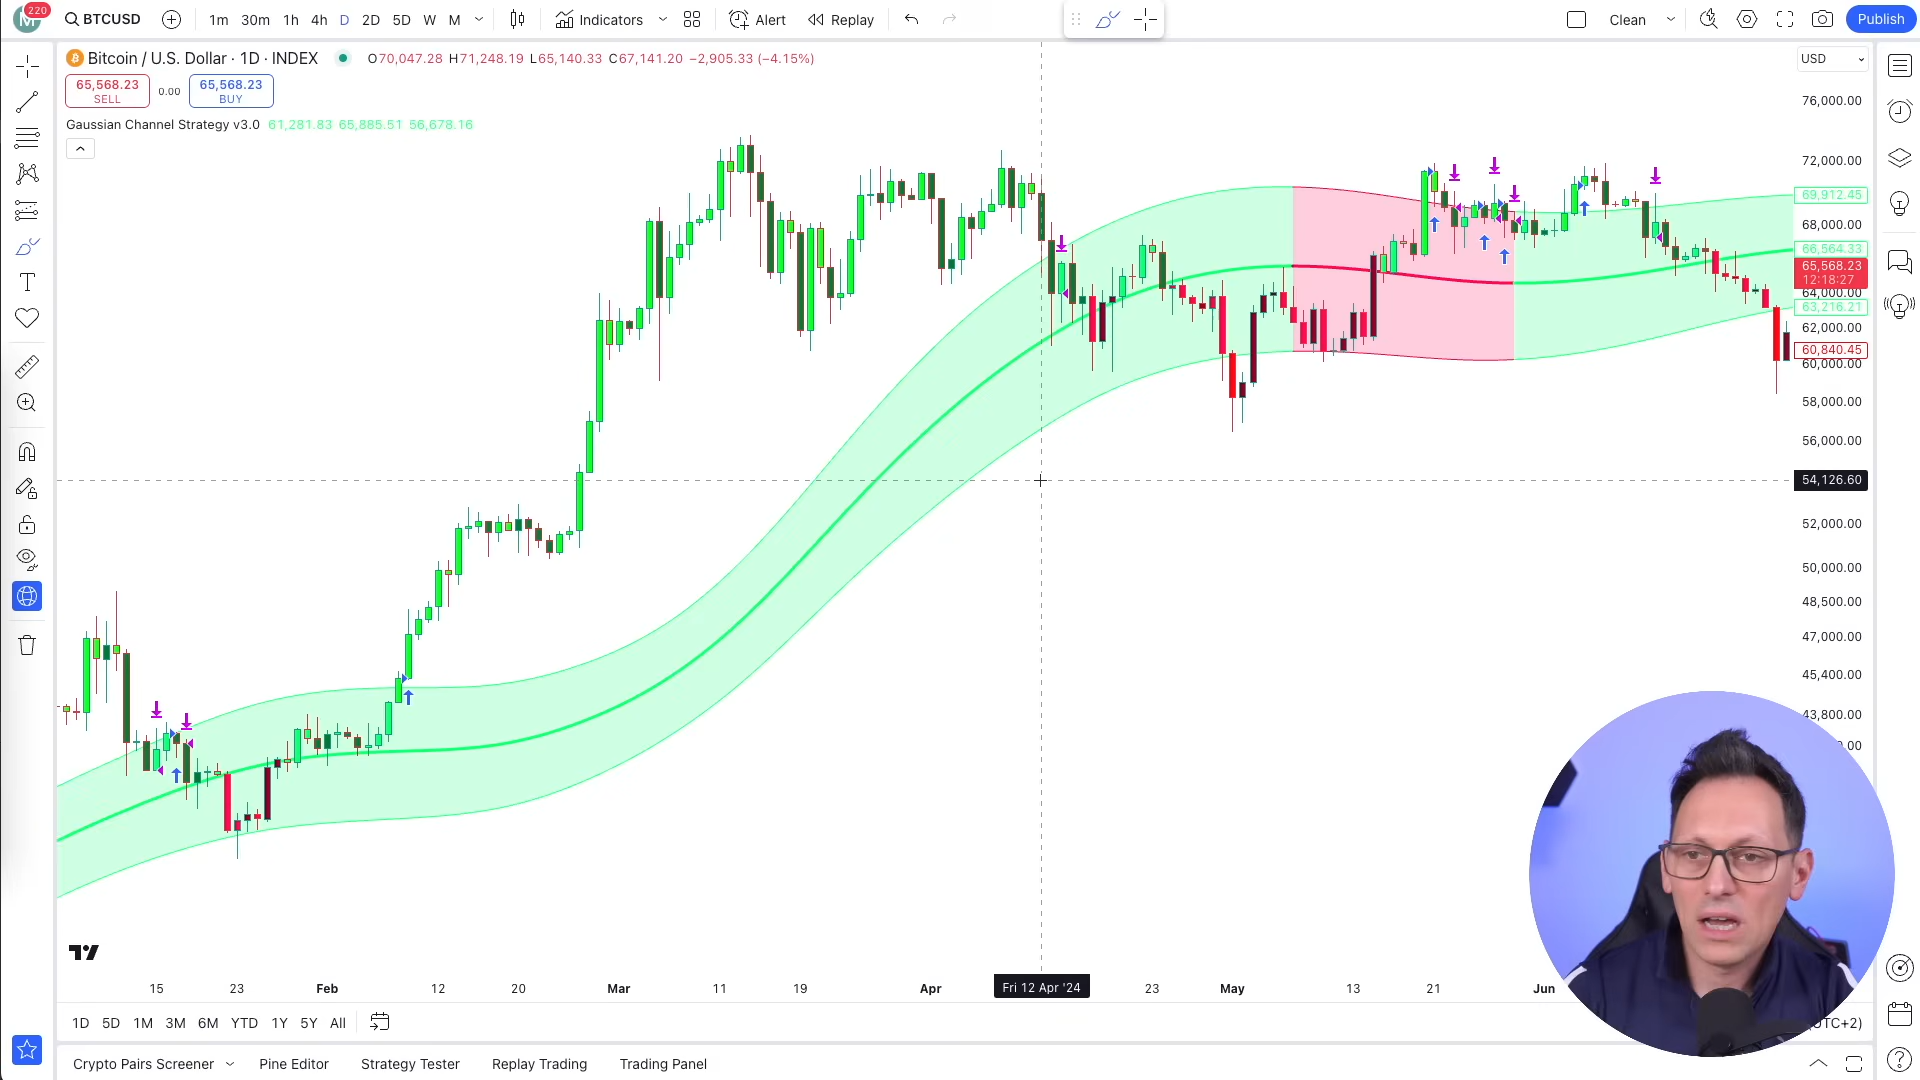 220
M
BTCUSD
1m 30m 1h 4h D 2D 5D W M
Indicators
Alert
Replay
Clean
Publish
Bitcoin / U.S. Dollar · 1D · INDEX
O70,047.28 H71,248.19 L65,140.33 C67,141.20 −2,905.33 (−4.15%)
USD
65,568.23
SELL
0.00
65,568.23
BUY
Gaussian Channel Strategy v3.0 61,281.83 65,885.51 56,678.16
76,000.00
72,000.00
69,912.45
68,000.00
66,564.33
65,568.23
12:18:27
64,000.00
63,216.21
62,000.00
60,840.45
60,000.00
58,000.00
56,000.00
54,126.60
52,000.00
50,000.00
48,500.00
47,000.00
45,400.00
43,800.00
15 23 Feb 12 20 Mar 11 19 Apr Fri 12 Apr '24 23 May 13 21 Jun
1D 5D 1M 3M 6M YTD 1Y 5Y All
UTC+2)
Crypto Pairs Screener Pine Editor Strategy Tester Replay Trading Trading Panel